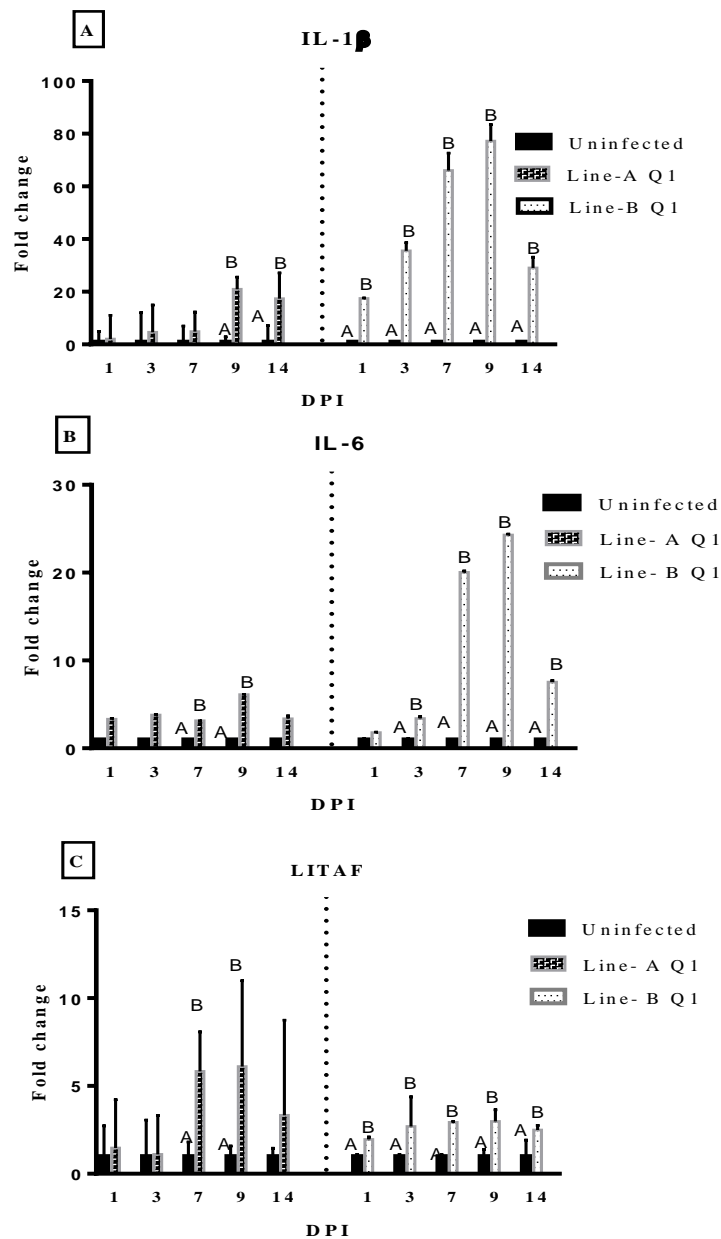 A
IL-1β
100
80
60
40
20
0
Fold change
B B
A A
B B B B B
A A A A A
Uninfected
Line-A Q1
Line-B Q1
1 3 7 9 14 1 3 7 9 14
DPI
B
IL-6
30
20
10
0
Fold change
B B
A A
B B B B
A A A A
Uninfected
Line- A Q1
Line- B Q1
1 3 7 9 14 1 3 7 9 14
DPI
C
LITAF
15
10
5
0
Fold change
B B
A A
B B B B B
A A A A A
Uninfected
Line- A Q1
Line- B Q1
1 3 7 9 14 1 3 7 9 14
DPI